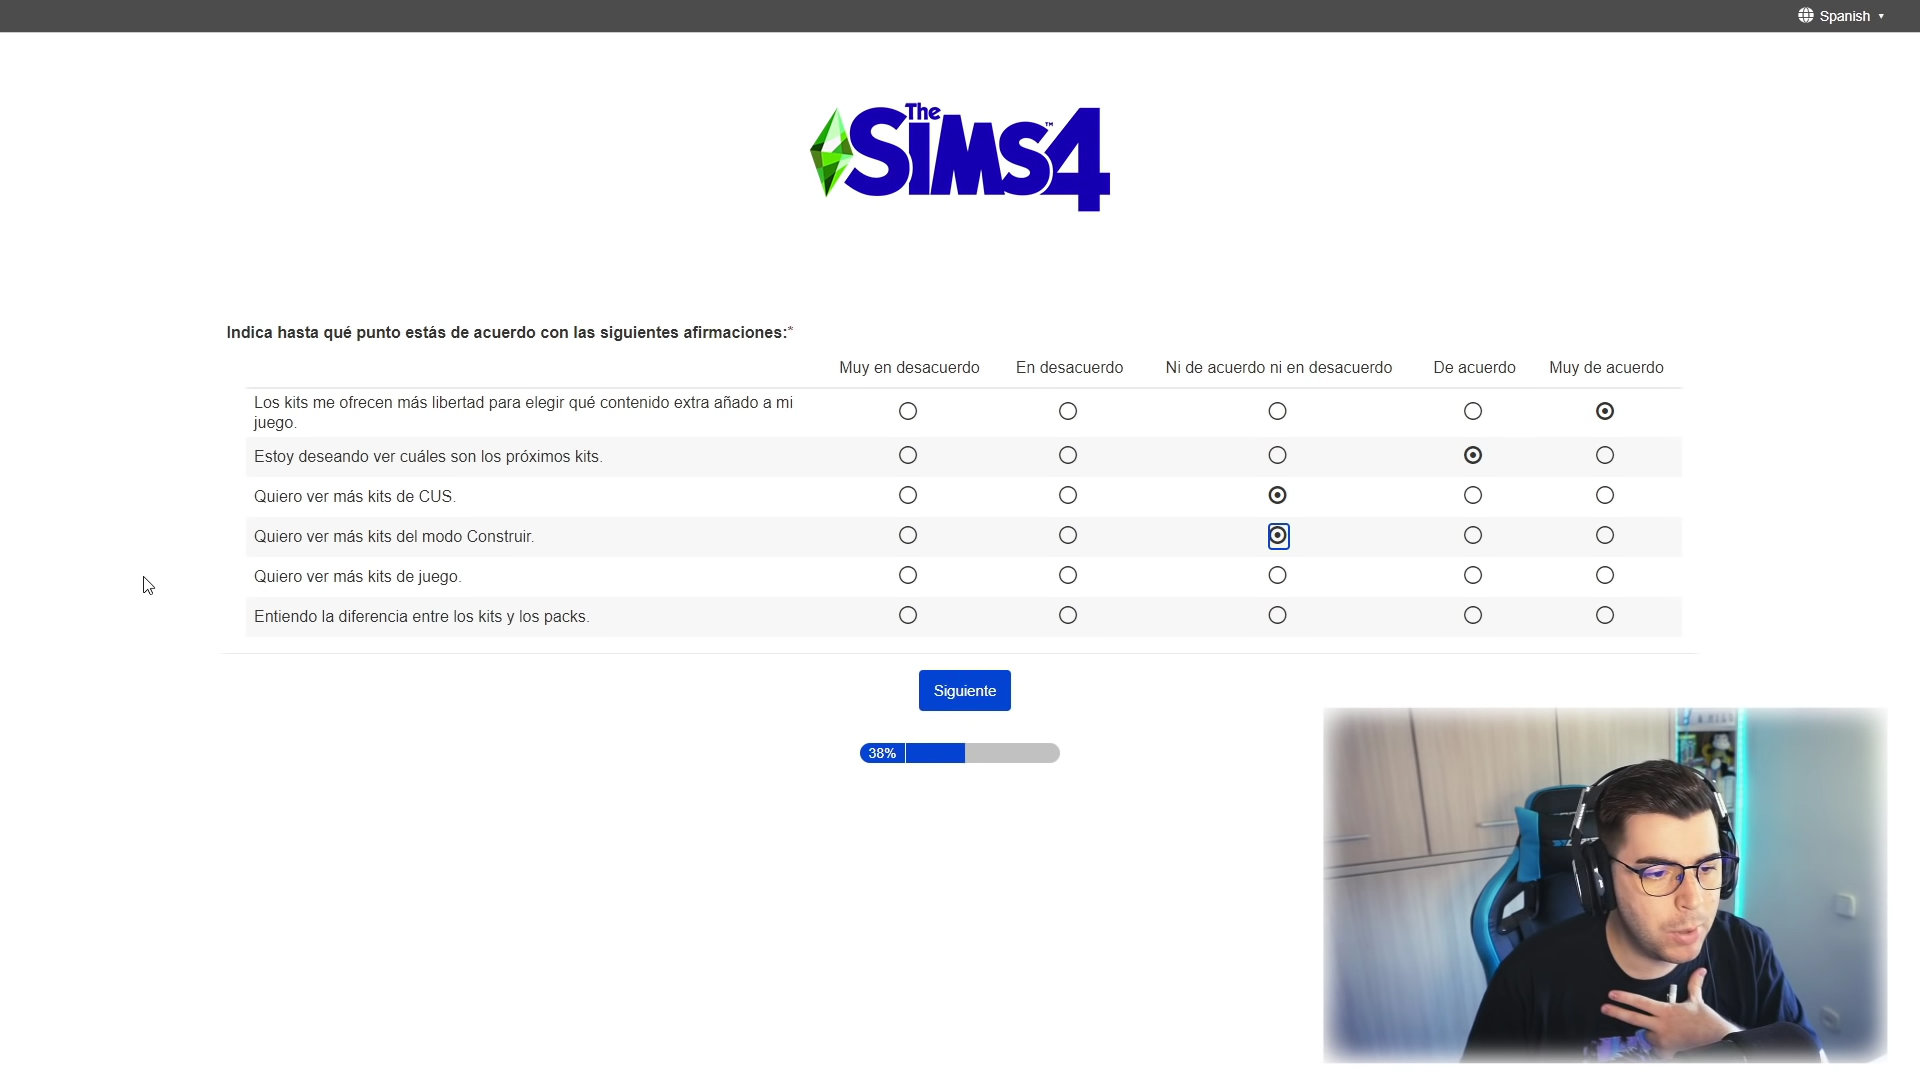 Spanish
The
SiMS4
TM
Indica hasta qué punto estás de acuerdo con las siguientes afirmaciones:*
Muy en desacuerdo En desacuerdo Ni de acuerdo ni en desacuerdo De acuerdo Muy de acuerdo
Los kits me ofrecen más libertad para elegir qué contenido extra añado a mi
juego.
Estoy deseando ver cuáles son los próximos kits.
Quiero ver más kits de CUS.
Quiero ver más kits del modo Construir.
Quiero ver más kits de juego.
Entiendo la diferencia entre los kits y los packs.
Siguiente
38%